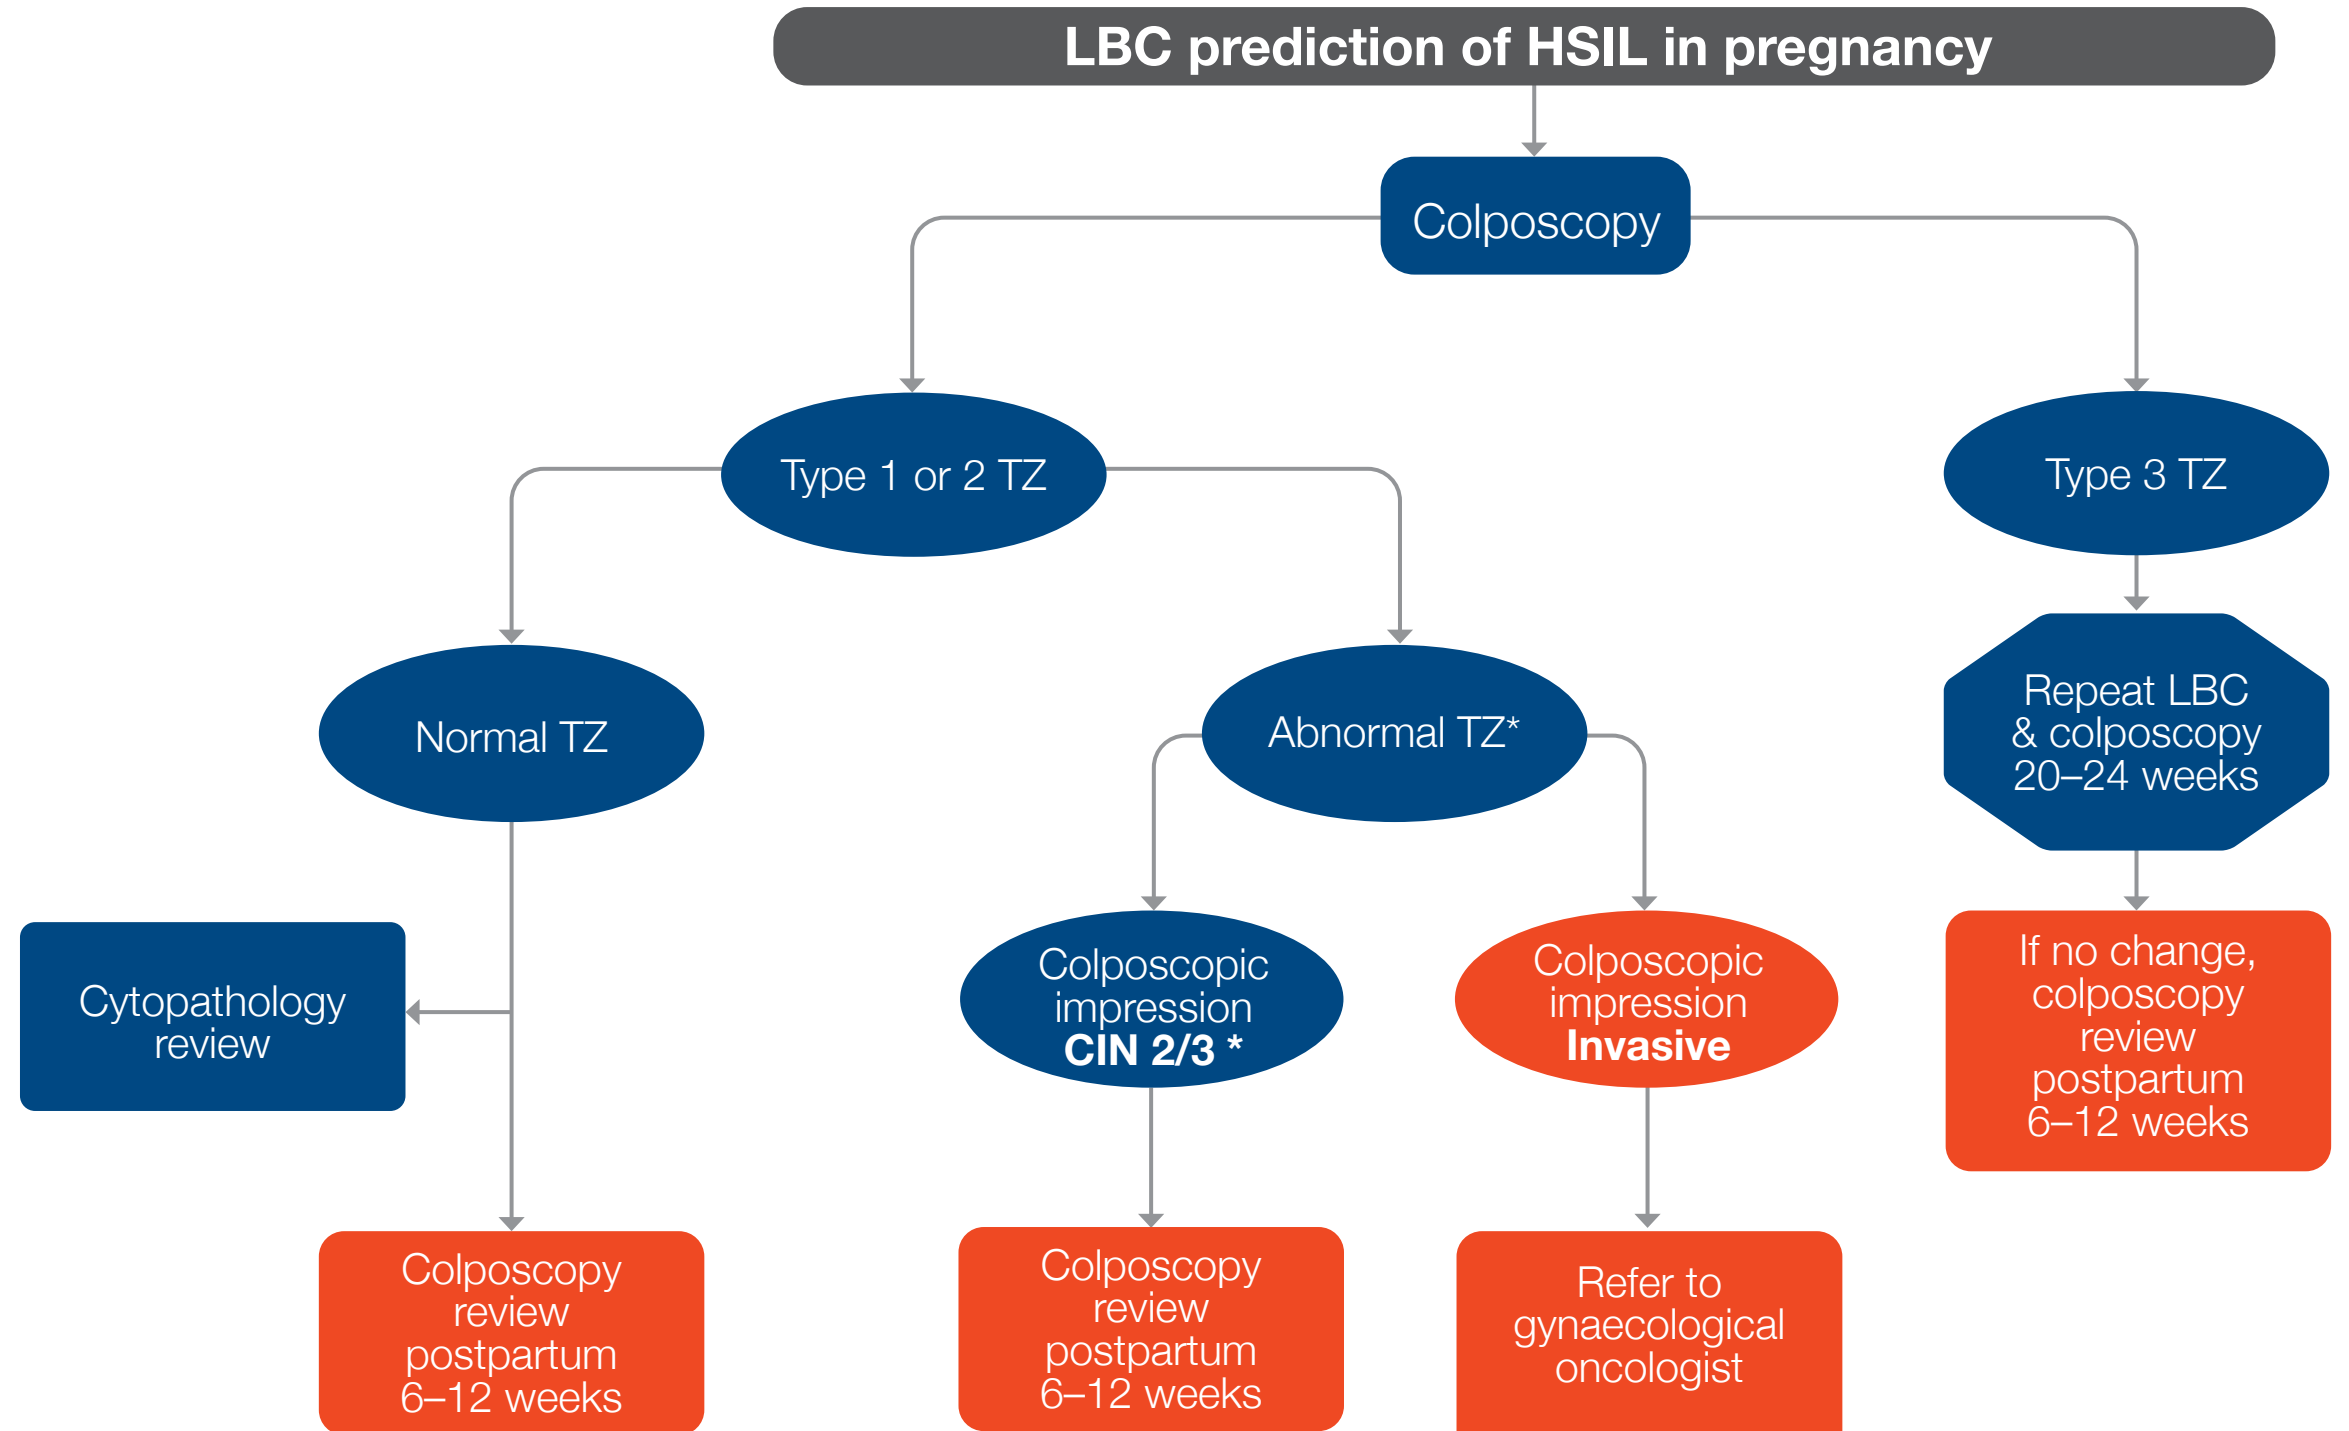 LBC prediction of HSIL in pregnancy
Colposcopy
Type 1 or 2 TZ
Type 3 TZ
Normal TZ
Abnormal TZ*
Repeat LBC
& colposcopy
20–24 weeks
Cytopathology
review
Colposcopic
impression
CIN 2/3 *
Colposcopic
impression
Invasive
If no change,
colposcopy
review
postpartum
6–12 weeks
Colposcopy
review
postpartum
6–12 weeks
Colposcopy
review
postpartum
6–12 weeks
Refer to
gynaecological
oncologist